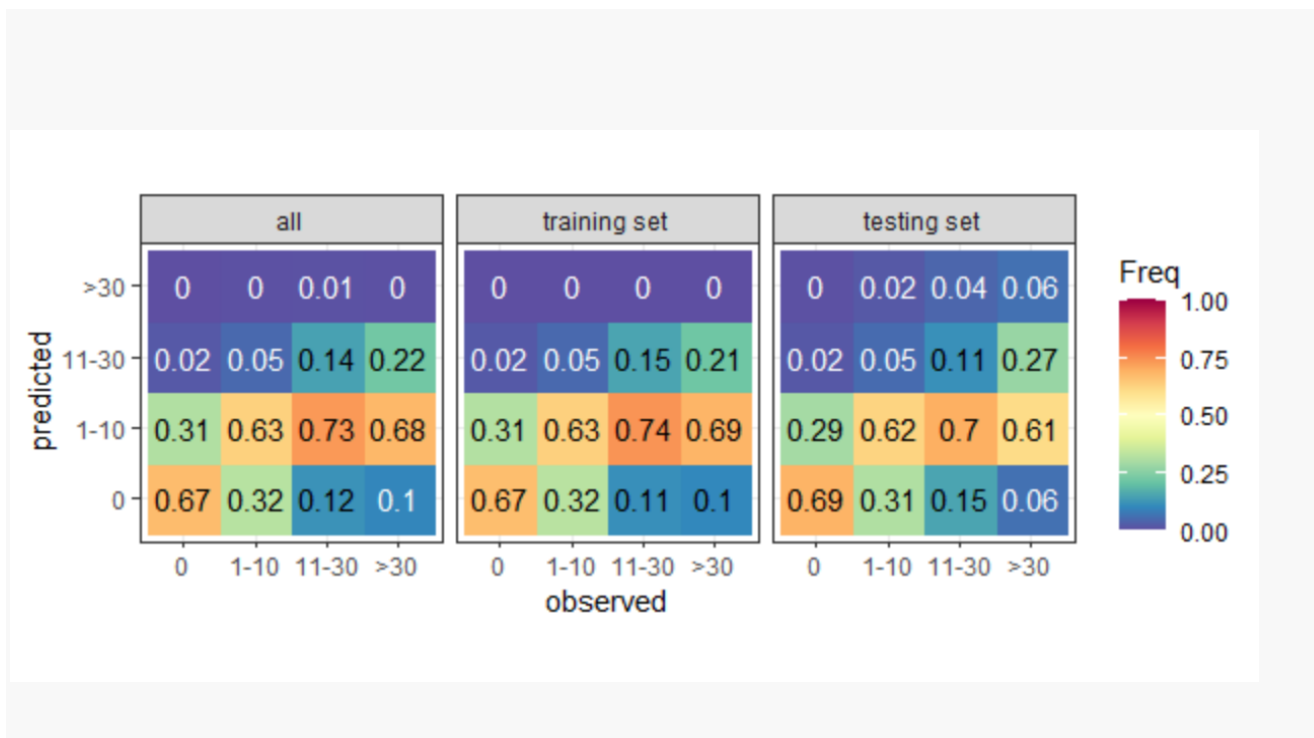 all training set testing set
>30 0 0 0.01 0 0 0 0 0 0 0.02 0.04 0.06
11-30 0.02 0.05 0.14 0.22 0.02 0.05 0.15 0.21 0.02 0.05 0.11 0.27
1-10 0.31 0.63 0.73 0.68 0.31 0.63 0.74 0.69 0.29 0.62 0.7 0.61
0 0.67 0.32 0.12 0.1 0.67 0.32 0.11 0.1 0.69 0.31 0.15 0.06
0 1-10 11-30 >30 0 1-10 11-30 >30 0 1-10 11-30 >30
observed
predicted
Freq
1.00
0.75
0.50
0.25
0.00